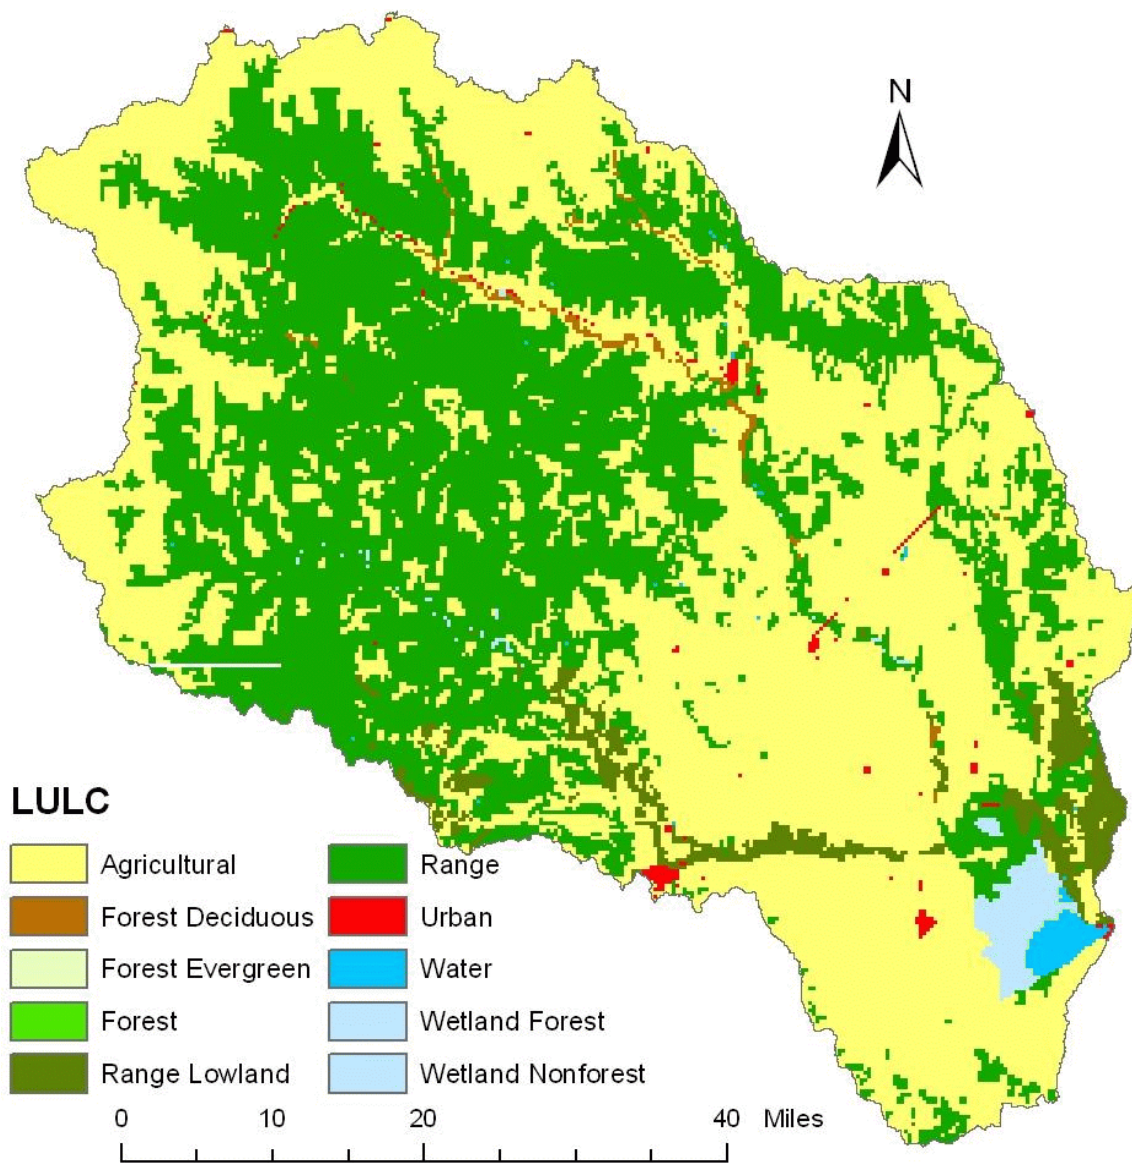 N
LULC
Agricultural
Range
Forest Deciduous
Urban
Forest Evergreen
Water
Forest
Wetland Forest
Range Lowland
Wetland Nonforest
0 10 20 40 Miles